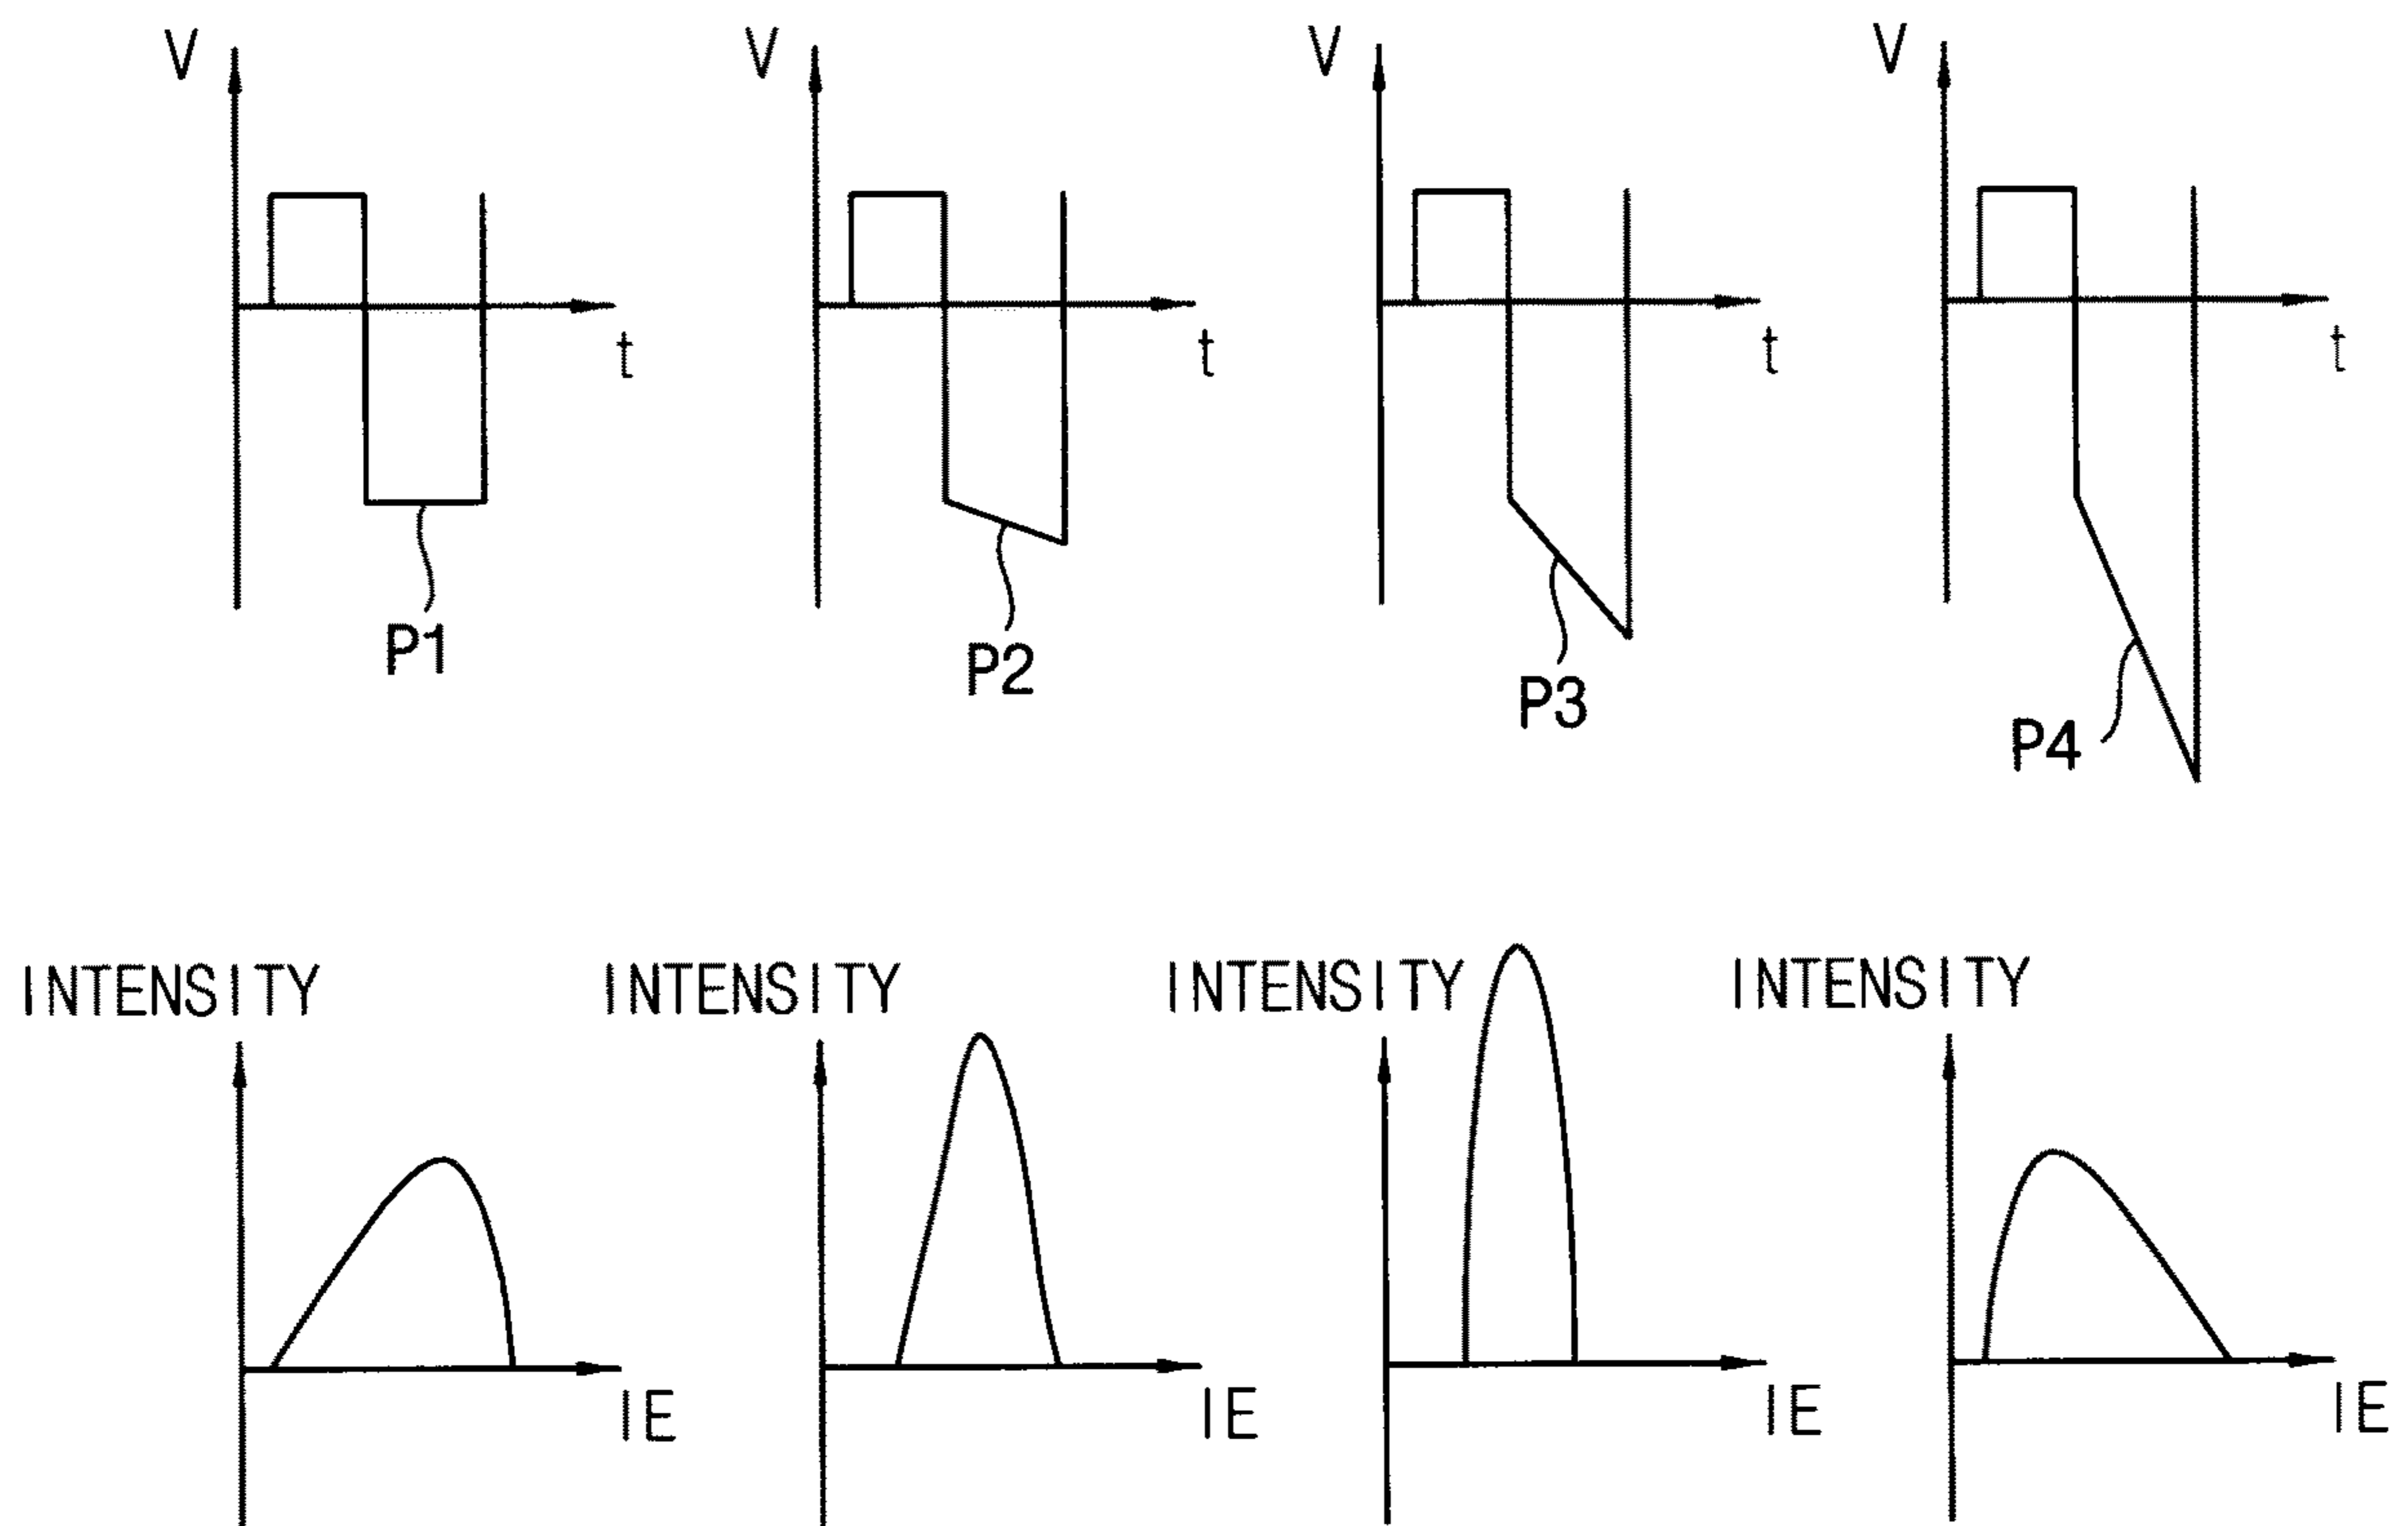 V V V V
t t t t
P1 P2 P3 P4
INTENSITY INTENSITY INTENSITY INTENSITY
IE IE IE IE